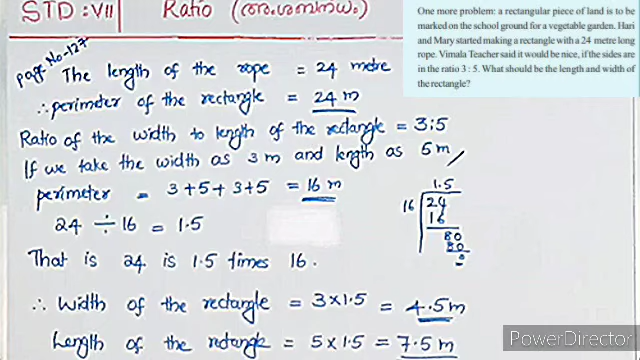 STD : VII Ratio (അംശബന്ധം)
One more problem: a rectangular piece of land is to be
marked on the school ground for a vegetable garden. Hari
and Mary started making a rectangle with a 24 metre long
rope. Vimala Teacher said it would be nice, if the sides are
in the ratio 3 : 5. What should be the length and width of
the rectangle?
Page No-127
The length of the rope = 24 metre
∴ perimeter of the rectangle = 24 m
Ratio of the width to length of the rectangle = 3:5
If we take the width as 3 m and length as 5 m
perimeter = 3+5+3+5 = 16 m
24 ÷ 16 = 1.5
1.5
16 24
16
80
80
0
That is 24 is 1.5 times 16.
∴ Width of the rectangle = 3 × 1.5 = 4.5 m
Length of the rectangle = 5 × 1.5 = 7.5 m
PowerDirector